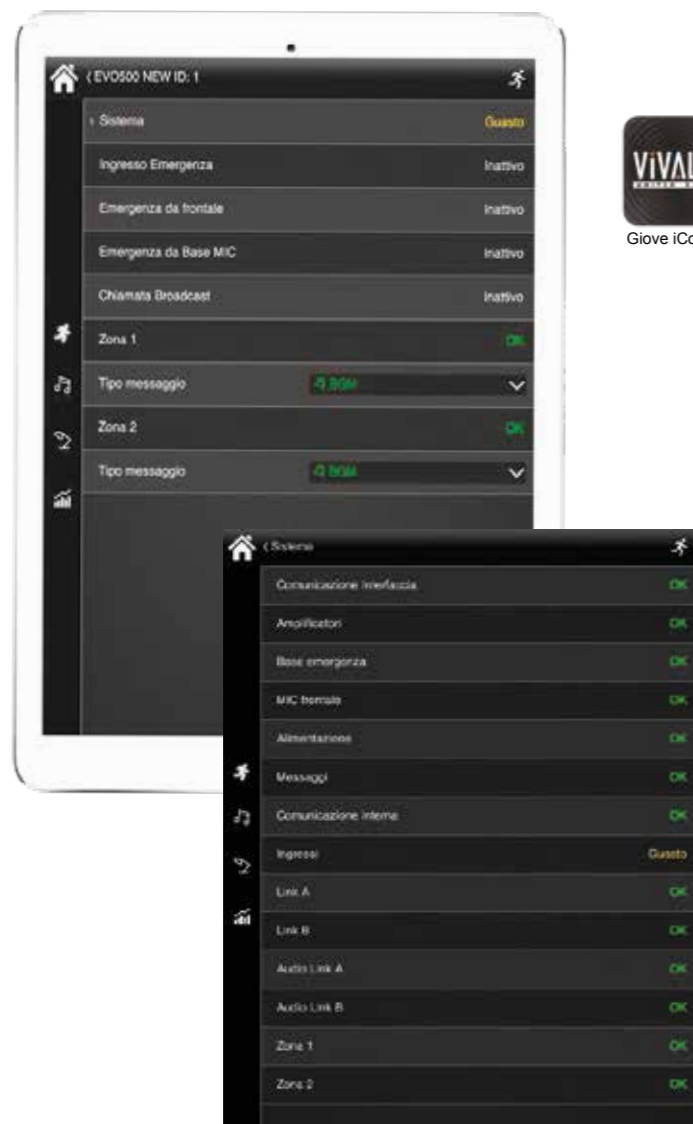 ‹ EVO500 NEW ID: 1
› Sistema Guasto
Ingresso Emergenza Inattivo
Emergenza da frontale Inattivo
Emergenza da Base MIC Inattivo
Chiamata Broadcast Inattivo
Zona 1 OK
Tipo messaggio BGM
Zona 2 OK
Tipo messaggio BGM
Giove iCo
‹ Sistema
Comunicazione interfaccia OK
Amplificatori OK
Base emergenza OK
MIC frontale OK
Alimentazione OK
Messaggi OK
Comunicazione interna OK
Ingressi Guasto
Link A OK
Link B OK
Audio Link A OK
Audio Link B OK
Zona 1 OK
Zona 2 OK